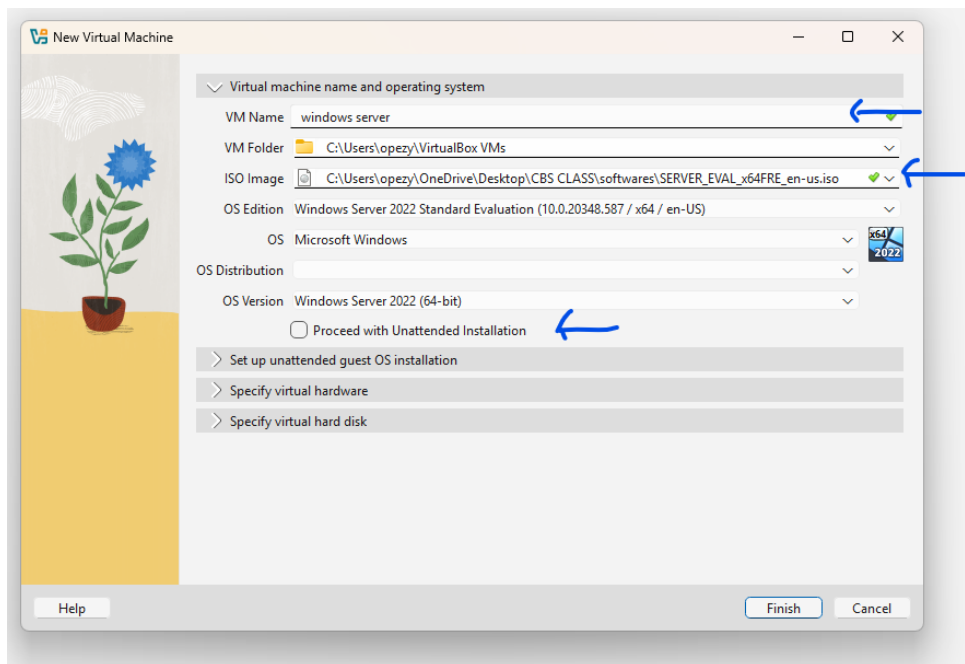 New Virtual Machine
Virtual machine name and operating system
VM Name windows server
VM Folder C:\Users\opezy\VirtualBox VMs
ISO Image C:\Users\opezy\OneDrive\Desktop\CBS CLASS\softwares\SERVER_EVAL_x64FRE_en-us.iso
OS Edition Windows Server 2022 Standard Evaluation (10.0.20348.587 / x64 / en-US)
OS Microsoft Windows
x64
2022
OS Distribution
OS Version Windows Server 2022 (64-bit)
Proceed with Unattended Installation
Set up unattended guest OS installation
Specify virtual hardware
Specify virtual hard disk
Help Finish Cancel